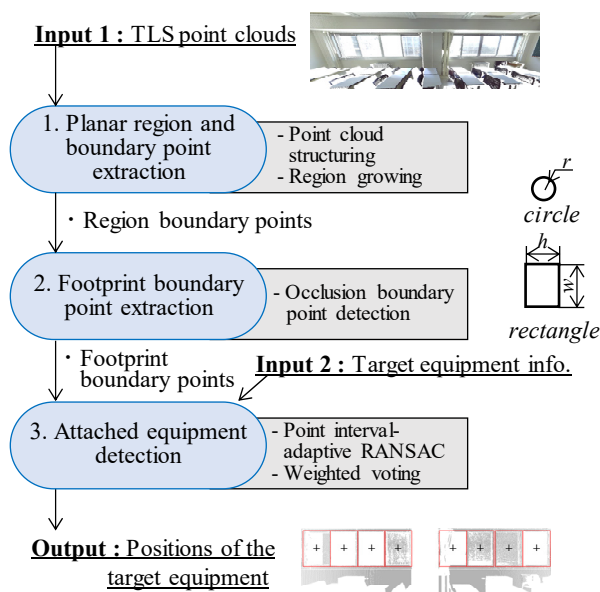 Input 1 : TLS point clouds
1. Planar region and
boundary point
extraction
- Point cloud
structuring
- Region growing
・Region boundary points
r
circle
h
w
rectangle
2. Footprint boundary
point extraction
- Occlusion boundary
point detection
・Footprint
boundary points
Input 2 : Target equipment info.
3. Attached equipment
detection
- Point interval-
adaptive RANSAC
- Weighted voting
Output : Positions of the
target equipment